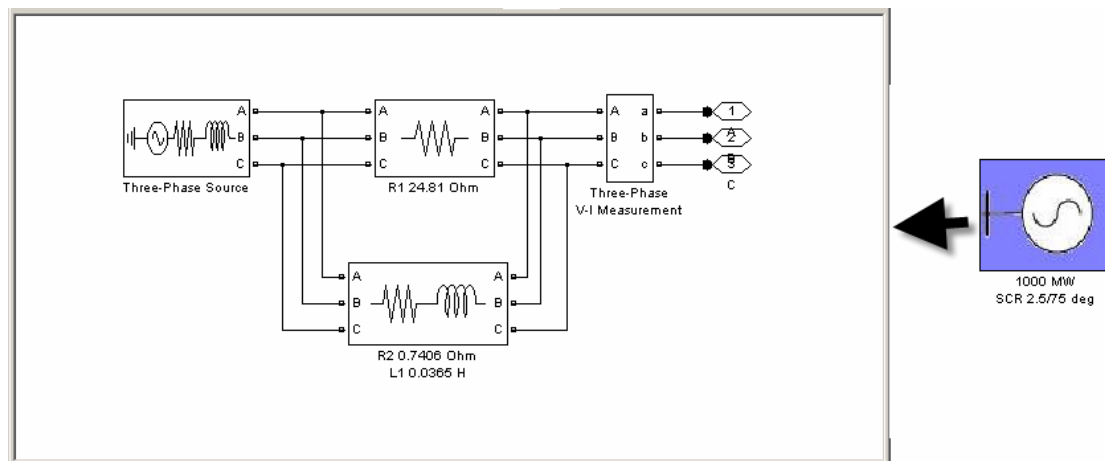 A
B
C
Three-Phase Source
A
B
C
A
B
C
R1 24.81 Ohm
A
B
C
a
b
c
Three-Phase
V-I Measurement
1
A
2
B
3
C
A
B
C
A
B
C
R2 0.7406 Ohm
L1 0.0365 H
1000 MW
SCR 2.5/75 deg